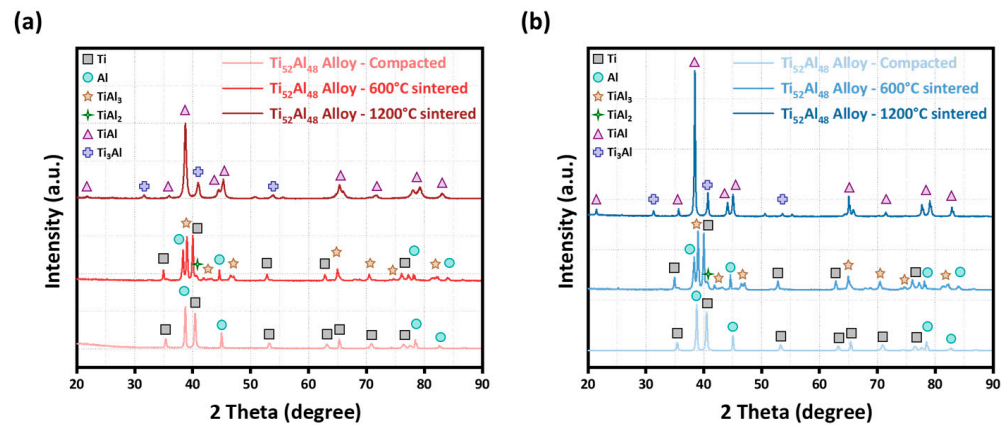 (a)
Ti
Al
TiAl₃
TiAl₂
TiAl
Ti₃Al
Ti₅₂Al₄₈ Alloy - Compacted
Ti₅₂Al₄₈ Alloy - 600°C sintered
Ti₅₂Al₄₈ Alloy - 1200°C sintered
Intensity (a.u.)
20 30 40 50 60 70 80 90
2 Theta (degree)
(b)
Ti
Al
TiAl₃
TiAl₂
TiAl
Ti₃Al
Ti₅₂Al₄₈ Alloy - Compacted
Ti₅₂Al₄₈ Alloy - 600°C sintered
Ti₅₂Al₄₈ Alloy - 1200°C sintered
Intensity (a.u.)
20 30 40 50 60 70 80 90
2 Theta (degree)